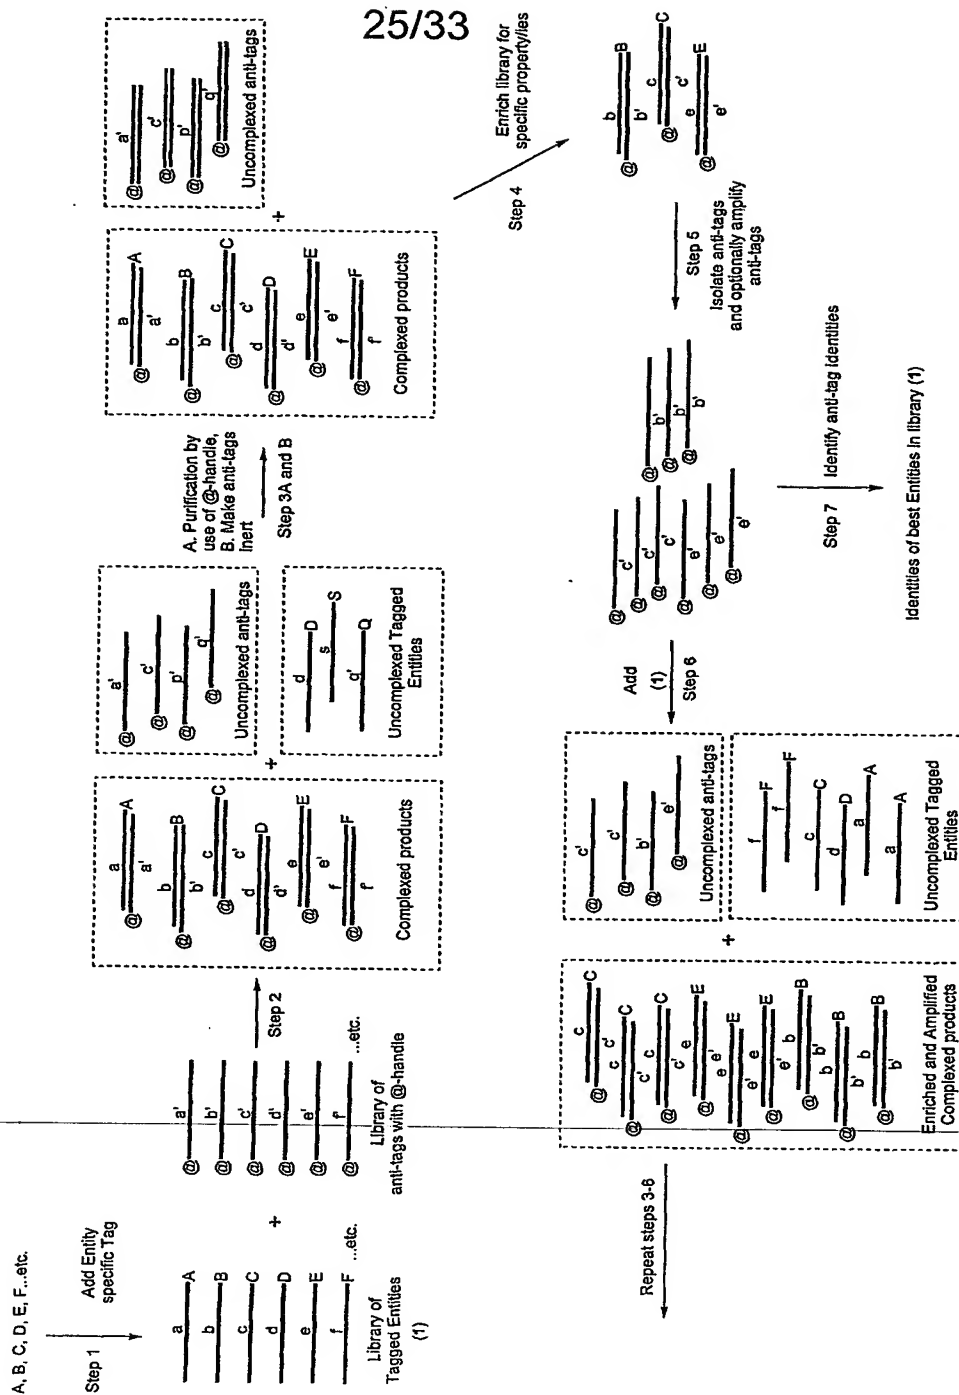 25/33
A, B, C, D, E, F...etc.
Step 1
Add Entity
specific Tag
a A
b B
c C
d D
e E
f F ...etc.
Library of
Tagged Entities
(1)
+
@ a'
@ b'
@ c'
@ d'
@ e'
@ f' ...etc.
Library of
anti-tags with @-handle
Step 2
a A
@ a'
b B
@ b'
c C
@ c'
d D
@ d'
e E
@ e'
f F
@ f'
Complexed products
+
@ a'
@ c'
@ p'
@ q'
Uncomplexed anti-tags
d D
s S
q' Q
Uncomplexed Tagged
Entities
A. Purification by
use of @-handle,
B. Make anti-tags
inert
Step 3A and B
a A
@ a'
b B
@ b'
c C
@ c'
d D
@ d'
e E
@ e'
f F
@ f'
Complexed products
+
@ a'
@ c'
@ p'
@ q'
Uncomplexed anti-tags
Step 4
Enrich library for
specific property/ies
b B
@ b'
c C
@ c'
e E
@ e'
Step 5
Isolate anti-tags
and optionally amplify
anti-tags
@ c'
@ c'
@ c'
@ e'
@ e'
@ e'
@ b'
@ b'
@ b'
Step 7
Identify anti-tag identities
Identities of best Entities in library (1)
Add
(1)
Step 6
@ c'
@ c'
@ b'
@ e'
Uncomplexed anti-tags
f F
f F
c C
d D
a A
a A
Uncomplexed Tagged
Entities
+
c C
@ c'
c C
@ c'
c C
@ c'
e E
@ e'
e E
@ e'
e E
@ e'
b B
@ b'
b B
@ b'
b B
@ b'
Enriched and Amplified
Complexed products
Repeat steps 3-6